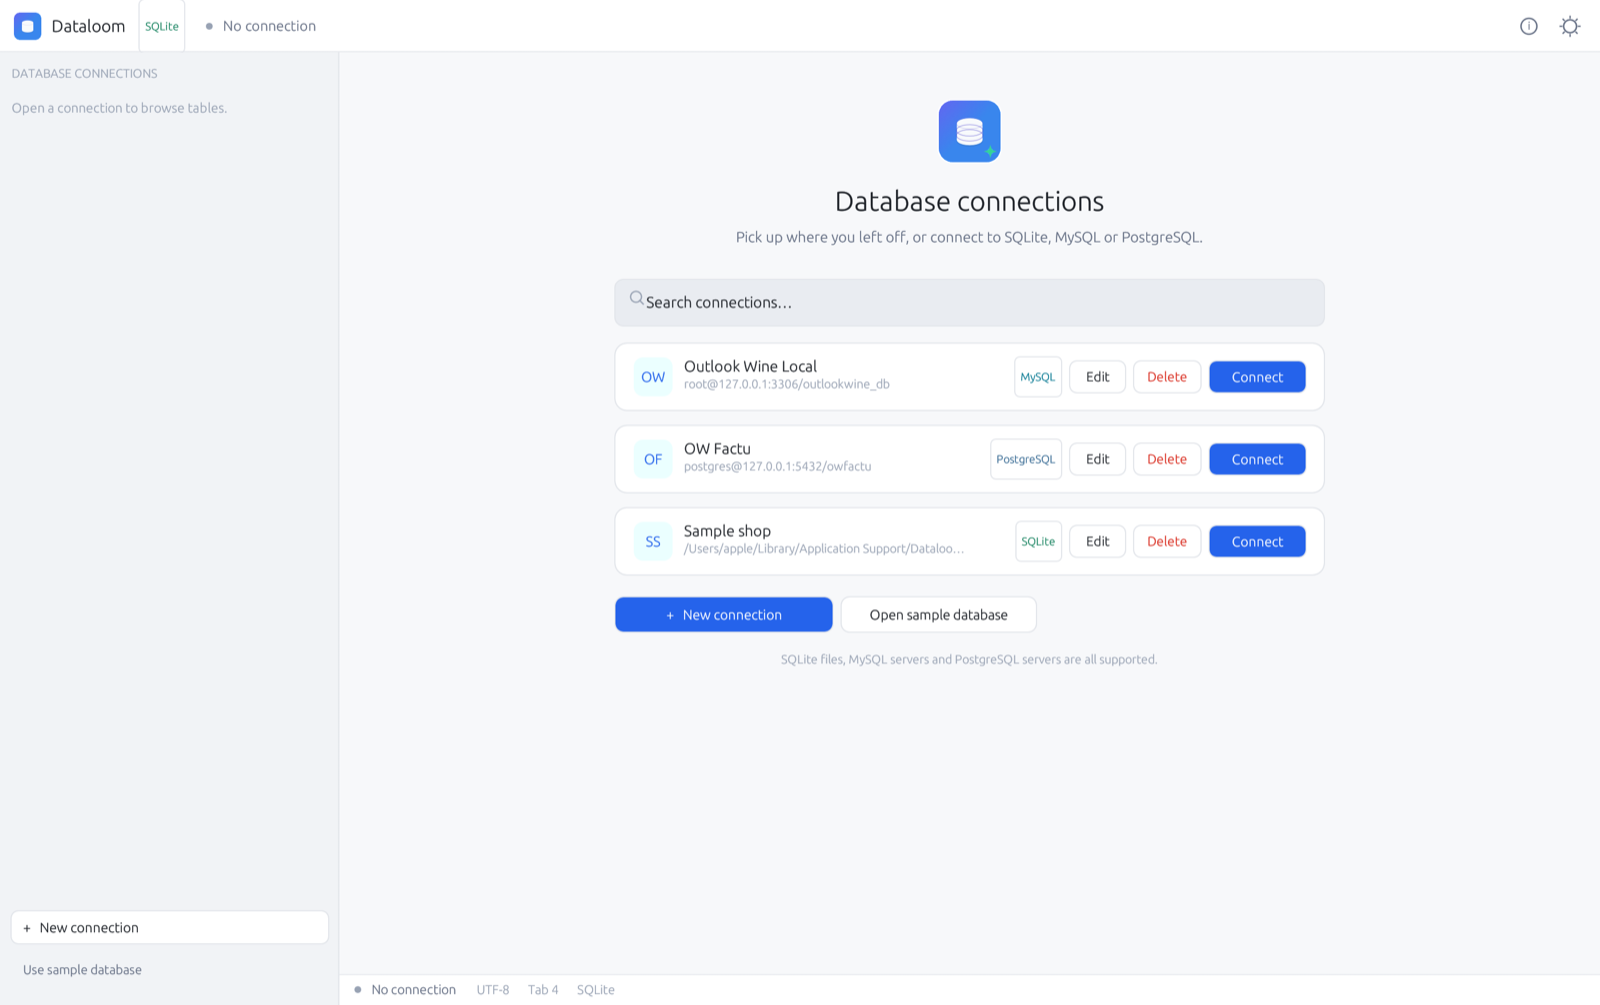 Dataloom
SQLite
No connection
DATABASE CONNECTIONS
Open a connection to browse tables.
Database connections
Pick up where you left off, or connect to SQLite, MySQL or PostgreSQL.
Search connections…
OW
Outlook Wine Local
root@127.0.0.1:3306/outlookwine_db
MySQL
Edit
Delete
Connect
OF
OW Factu
postgres@127.0.0.1:5432/owfactu
PostgreSQL
Edit
Delete
Connect
SS
Sample shop
/Users/apple/Library/Application Support/Dataloo…
SQLite
Edit
Delete
Connect
+ New connection
Open sample database
SQLite files, MySQL servers and PostgreSQL servers are all supported.
+ New connection
Use sample database
No connection
UTF-8
Tab 4
SQLite